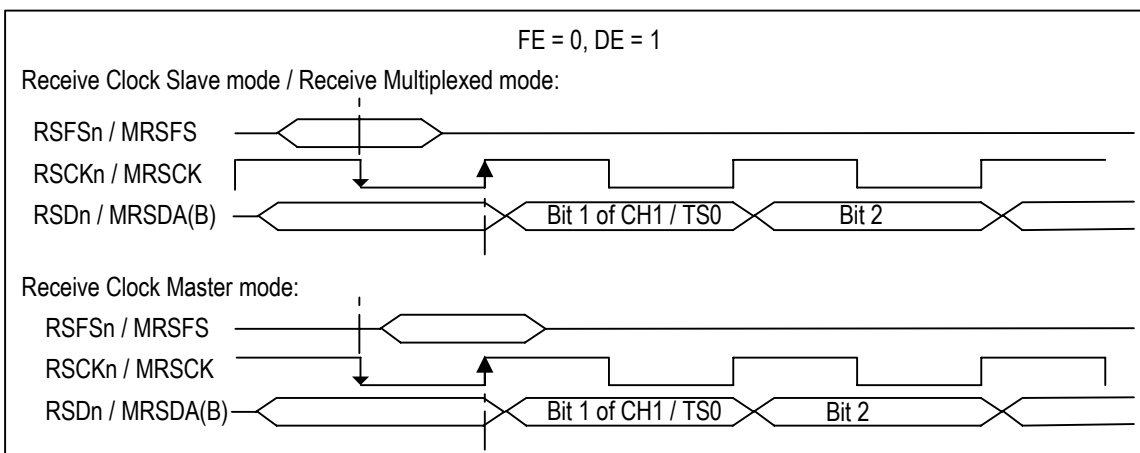 FE = 0, DE = 1
Receive Clock Slave mode / Receive Multiplexed mode:
RSFSn / MRSFS
RSCKn / MRSCK
RSDn / MRSDA(B)
Bit 1 of CH1 / TS0
Bit 2
Receive Clock Master mode:
RSFSn / MRSFS
RSCKn / MRSCK
RSDn / MRSDA(B)
Bit 1 of CH1 / TS0
Bit 2